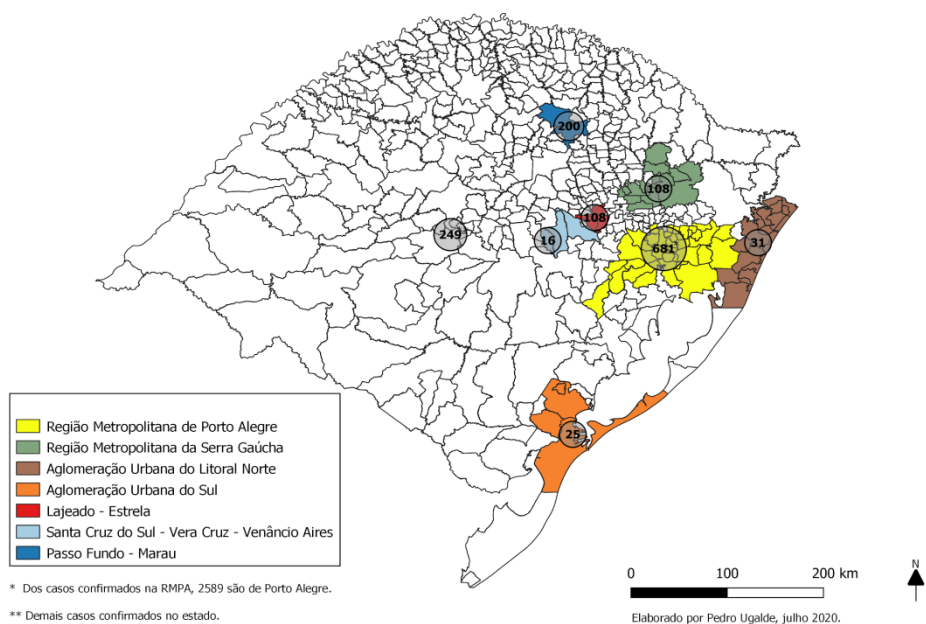 200
108
108
249
16
681
31
25
Região Metropolitana de Porto Alegre
Região Metropolitana da Serra Gaúcha
Aglomeração Urbana do Litoral Norte
Aglomeração Urbana do Sul
Lajeado - Estrela
Santa Cruz do Sul - Vera Cruz - Venâncio Aires
Passo Fundo - Marau
* Dos casos confirmados na RMPA, 2589 são de Porto Alegre.
** Demais casos confirmados no estado.
0 100 200 km
N
Elaborado por Pedro Ugalde, julho 2020.